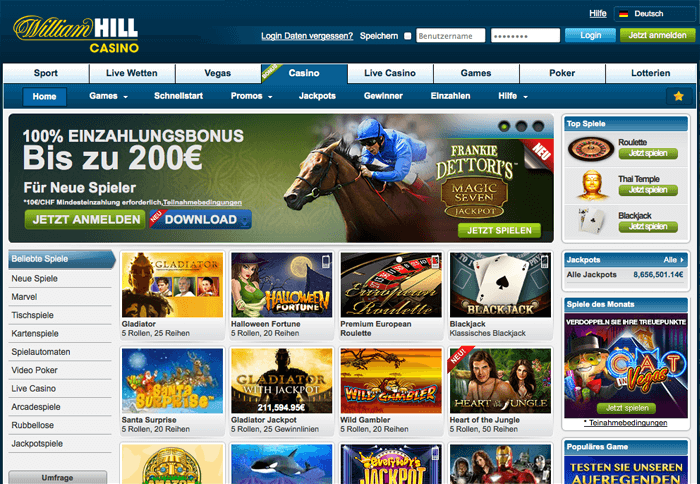 William HILL
CASINO
Hilfe
Deutsch
Login Daten vergessen?
Speichern
Benutzername
••••••••
Login
Jetzt anmelden
Sport
Live Wetten
Vegas
Casino
Live Casino
Games
Poker
Lotterien
Home
Games
Schnellstart
Promos
Jackpots
Gewinner
Einzahlen
Hilfe
100% EINZAHLUNGSBONUS
Bis zu 200€
Für Neue Spieler
*10€/CHF Mindesteinzahlung erforderlich,Teilnahmebedingungen
JETZT ANMELDEN
NEU
DOWNLOAD
NEU
FRANKIE
DETTORI'S™
MAGIC
SEVEN
JACKPOT
JETZT SPIELEN
Top Spiele
Roulette
Jetzt spielen
Thai Temple
Jetzt spielen
Blackjack
Jetzt spielen
Jackpots
Alle
Alle Jackpots
8,656,501.14€
Beliebte Spiele
Neue Spiele
Marvel
Tischspiele
Kartenspiele
Spielautomaten
Video Poker
Live Casino
Arcadespiele
Rubbellose
Jackpotspiele
Umfrage
GLADIATOR
Gladiator
5 Rollen, 25 Reihen
HALLOWEEN
FORTUNE
Halloween Fortune
5 Rollen, 20 Reihen
European
Roulette
Premium European
Roulette
BLACKJACK
Blackjack
Klassisches Blackjack
Santa
Surprise
Santa Surprise
5 Rollen, 20 Reihen
GLADIATOR
WITH JACKPOT
211,594.95£
Gladiator Jackpot
5 Rollen, 25 Gewinnlinien
WILD GAMBLER
Wild Gambler
5 Rollen, 20 Reihen
NEU!
HEART OF THE JUNGLE
Heart of the Jungle
5 Rollen, 50 Reihen
EVERYBODY'S
JACKPOT
Spiele des Monats
VERDOPPELN SIE IHRE TREUEPUNKTE
CAT
IN
Vegas
Jetzt spielen
* Teilnahmebedingungen
Populäres Game
TESTEN SIE UNSEREN
AUFREGENDEN